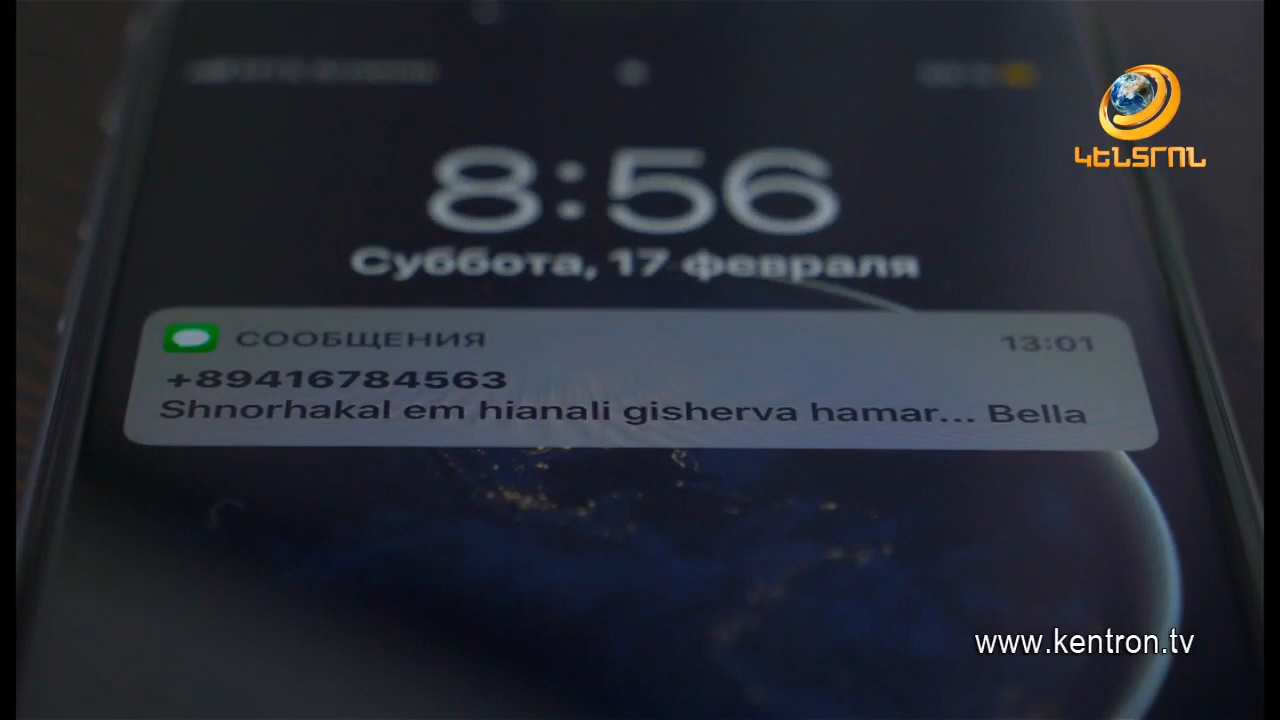 ԿԵՆՏՐՈՆ
8:56
Суббота, 17 февраля
СООБЩЕНИЯ 13:01
+89416784563
Shnorhakal em hianali gisherva hamar... Bella
www.kentron.tv